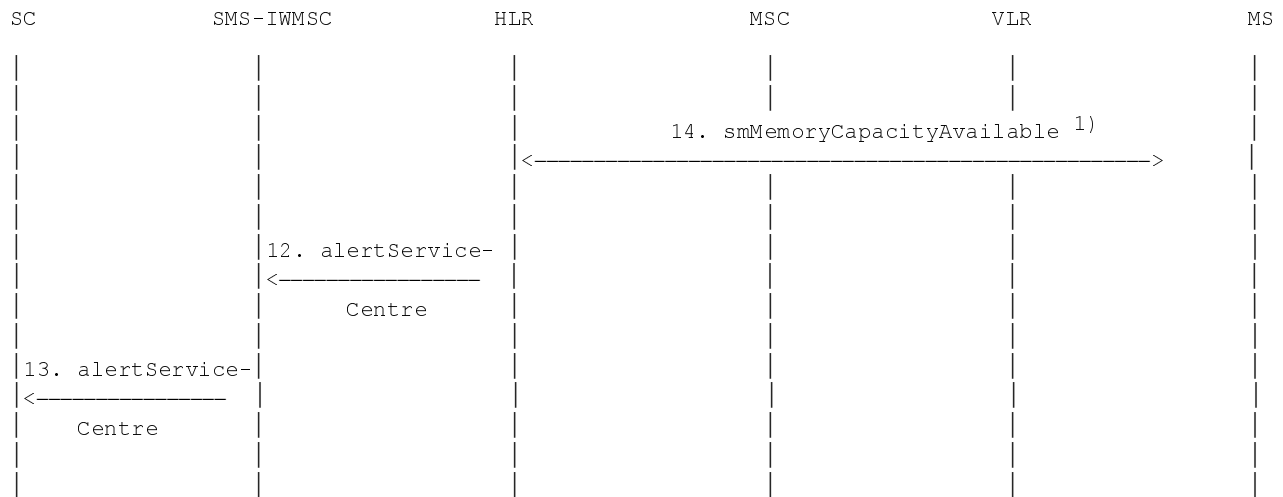 SC SMS-IWMSC HLR MSC VLR MS
14. smMemoryCapacityAvailable 1)
12. alertService-
Centre
13. alertService-
Centre